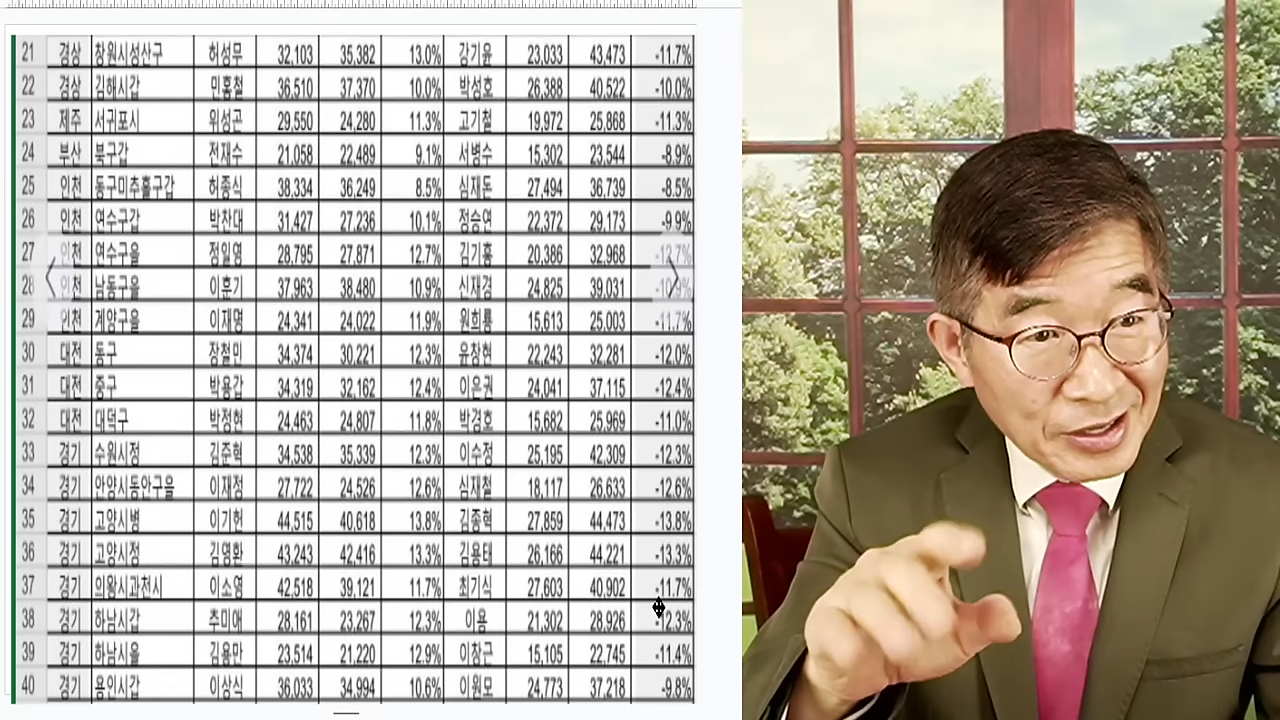 21 경상 창원시성산구 허성무 32,103 35,382 13.0% 강기윤 23,033 43,473 -11.7%
22 경상 김해시갑 민홍철 36,510 37,370 10.0% 박성호 26,388 40,522 -10.0%
23 제주 서귀포시 위성곤 29,550 24,280 11.3% 고기철 19,972 25,868 -11.3%
24 부산 북구갑 전재수 21,058 22,489 9.1% 서병수 15,302 23,544 -8.9%
25 인천 동구미추홀구갑 허종식 38,334 36,249 8.5% 심재돈 27,494 36,739 -8.5%
26 인천 연수구갑 박찬대 31,427 27,236 10.1% 정승연 22,372 29,173 -9.9%
27 인천 연수구을 정일영 28,795 27,871 12.7% 김기흥 20,386 32,968 -12.7%
28 인천 남동구을 이훈기 37,963 38,480 10.9% 신재경 24,825 39,031 -10.9%
29 인천 계양구을 이재명 24,341 24,022 11.9% 원희룡 15,613 25,003 -11.7%
30 대전 동구 장철민 34,374 30,221 12.3% 윤창현 22,243 32,281 -12.0%
31 대전 중구 박용갑 34,319 32,162 12.4% 이은권 24,041 37,115 -12.4%
32 대전 대덕구 박정현 24,463 24,807 11.8% 박경호 15,682 25,969 -11.0%
33 경기 수원시정 김준혁 34,538 35,339 12.3% 이수정 25,195 42,309 -12.3%
34 경기 안양시동안구을 이재정 27,722 24,526 12.6% 심재철 18,117 26,633 -12.6%
35 경기 고양시병 이기헌 44,515 40,618 13.8% 김종혁 27,859 44,473 -13.8%
36 경기 고양시정 김영환 43,243 42,416 13.3% 김용태 26,166 44,221 -13.3%
37 경기 의왕시과천시 이소영 42,518 39,121 11.7% 최기식 27,603 40,902 -11.7%
38 경기 하남시갑 추미애 28,161 23,267 12.3% 이용 21,302 28,926 -12.3%
39 경기 하남시을 김용만 23,514 21,220 12.9% 이창근 15,105 22,745 -11.4%
40 경기 용인시갑 이상식 36,033 34,994 10.6% 이원모 24,773 37,218 -9.8%